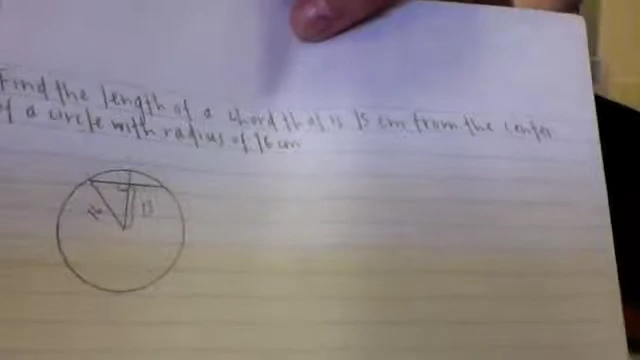 Find the length of a chord that is 15 cm from the center
of a circle with radius of 16 cm
16
15